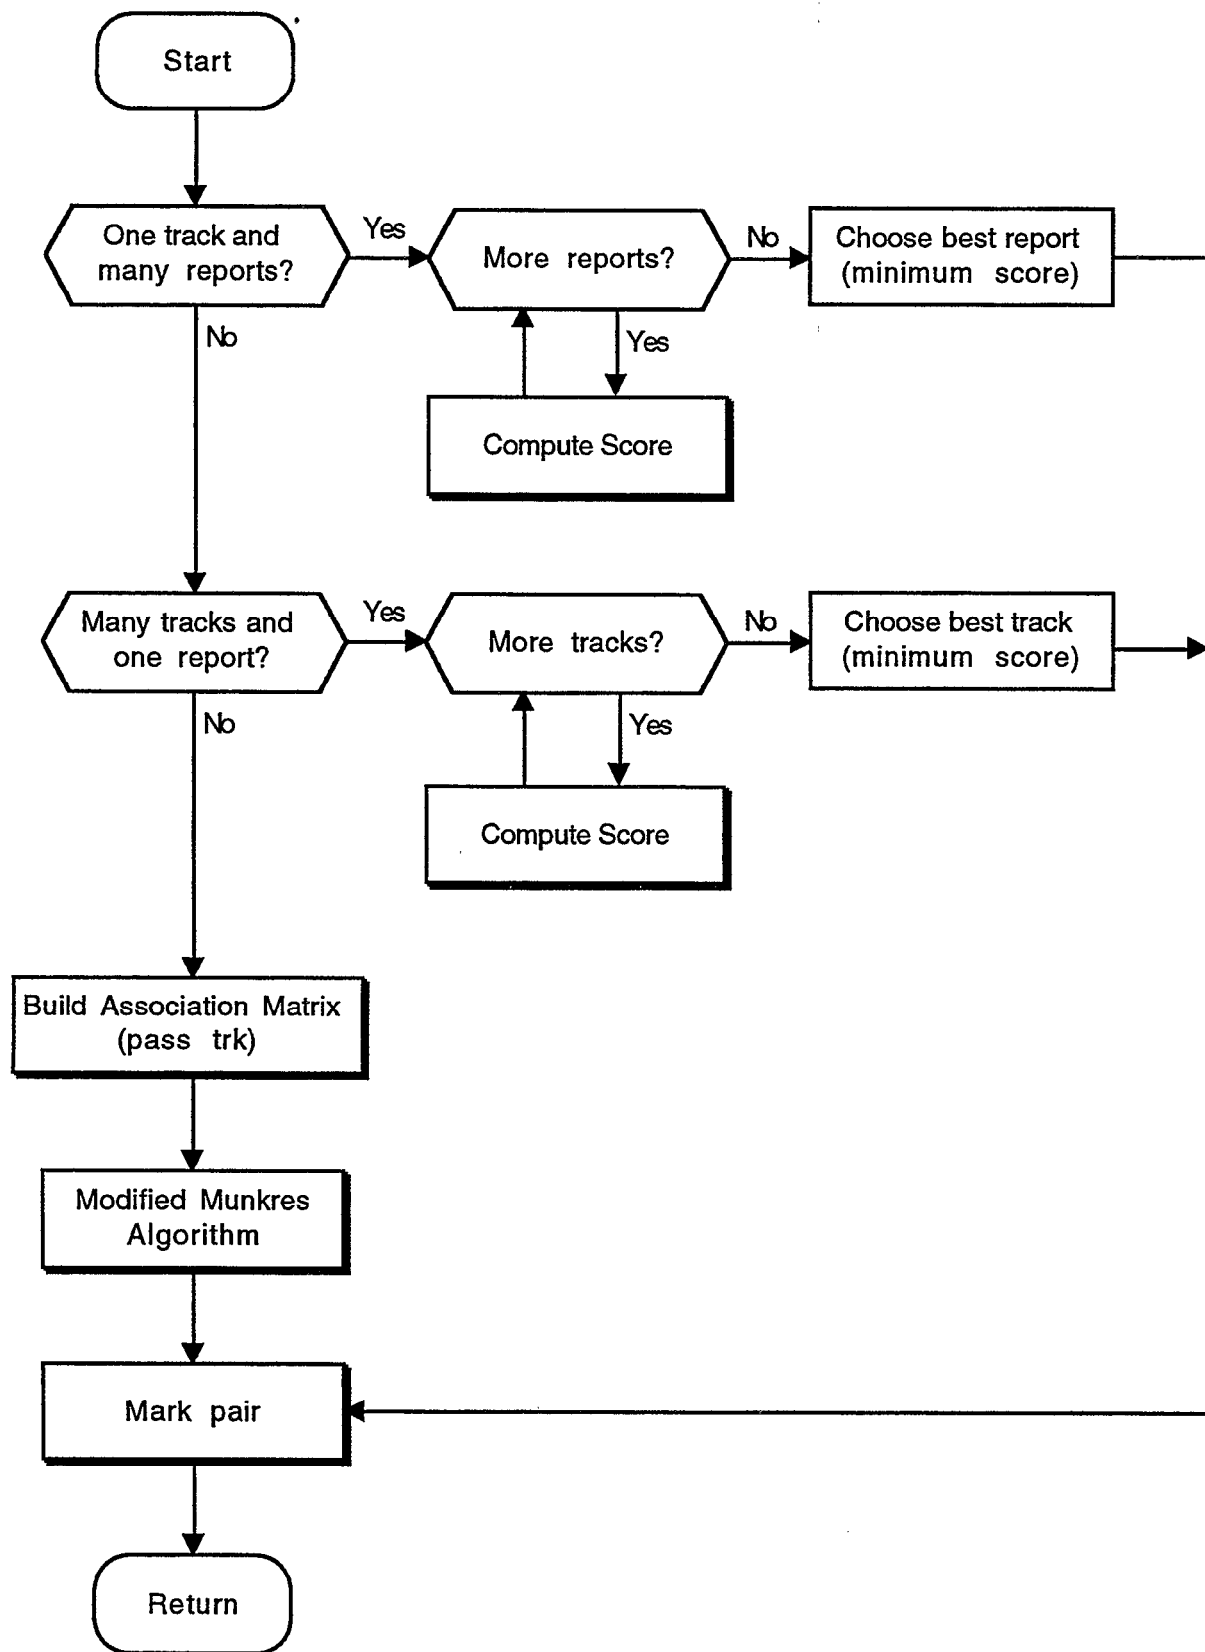 Start
One track and
many reports?
Yes
More reports?
No
Choose best report
(minimum score)
No
Yes
Compute Score
Many tracks and
one report?
Yes
More tracks?
No
Choose best track
(minimum score)
No
Yes
Compute Score
Build Association Matrix
(pass trk)
Modified Munkres
Algorithm
Mark pair
Return